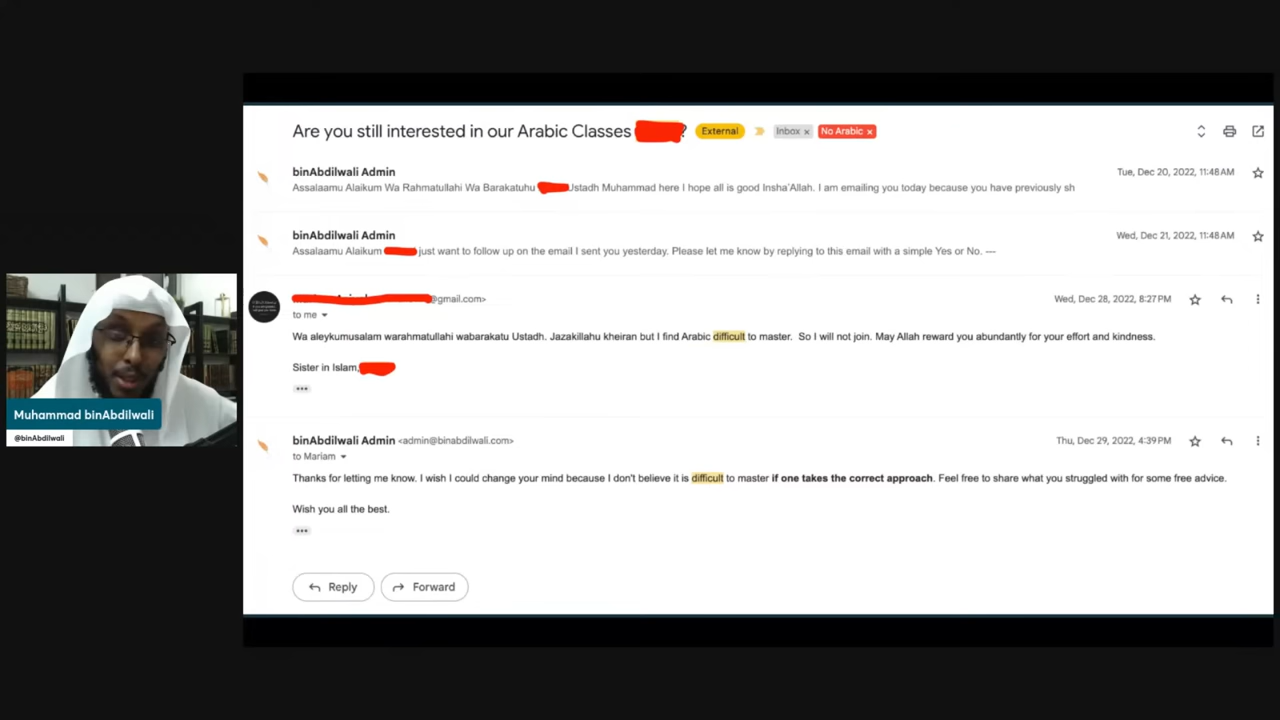 Are you still interested in our Arabic Classes ? External Inbox x No Arabic x
binAbdilwali Admin Tue, Dec 20, 2022, 11:48 AM
Assalaamu Alaikum Wa Rahmatullahi Wa Barakatuhu Ustadh Muhammad here I hope all is good Insha'Allah. I am emailing you today because you have previously sh
binAbdilwali Admin Wed, Dec 21, 2022, 11:48 AM
Assalaamu Alaikum just want to follow up on the email I sent you yesterday. Please let me know by replying to this email with a simple Yes or No. ---
@gmail.com> Wed, Dec 28, 2022, 8:27 PM
to me
Wa aleykumusalam warahmatullahi wabarakatu Ustadh. Jazakillahu kheiran but I find Arabic difficult to master. So I will not join. May Allah reward you abundantly for your effort and kindness.
Sister in Islam,
binAbdilwali Admin <admin@binabdilwali.com> Thu, Dec 29, 2022, 4:39 PM
to Mariam
Thanks for letting me know. I wish I could change your mind because I don't believe it is difficult to master if one takes the correct approach. Feel free to share what you struggled with for some free advice.
Wish you all the best.
Reply Forward
Muhammad binAbdilwali
@binAbdilwali